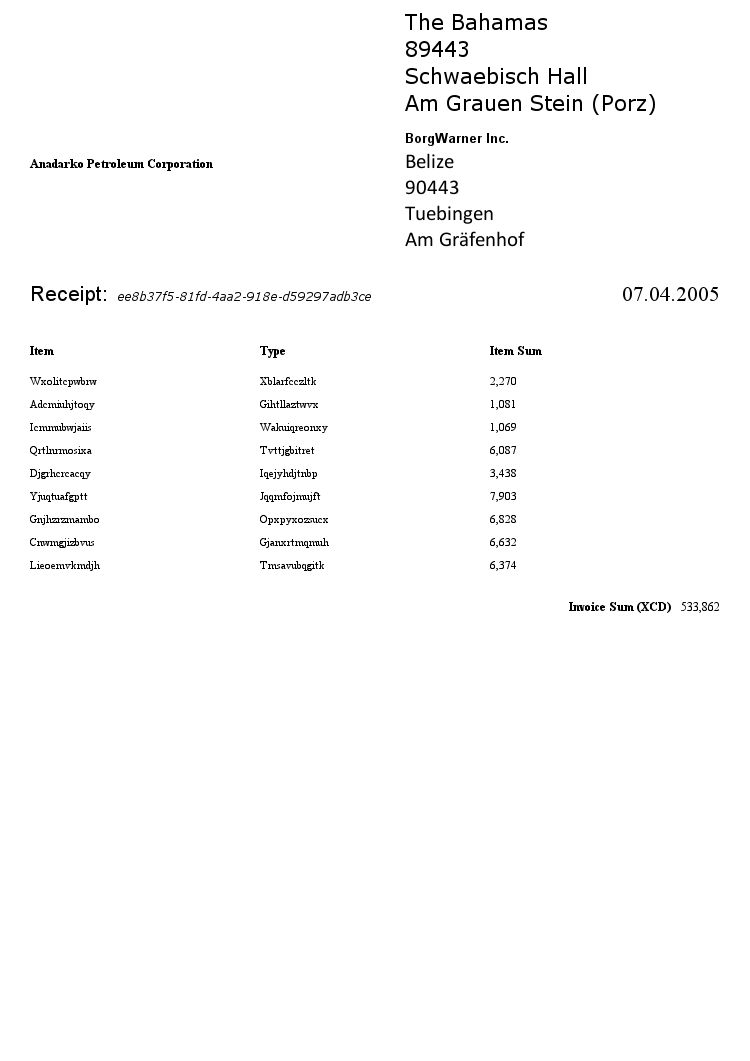 The Bahamas
89443
Schwaebisch Hall
Am Grauen Stein (Porz)
BorgWarner Inc.
Anadarko Petroleum Corporation
Belize
90443
Tuebingen
Am Gräfenhof
Receipt: ee8b37f5-81fd-4aa2-918e-d59297adb3ce 07.04.2005
Item Type Item Sum
Wxolitcpwbrw Xblarfcczltk 2,270
Adcmiuhjtoqy Gihtllaztwvx 1,081
Icmmubwjaiis Wakuiqreonxy 1,069
Qrtlnrmosixa Tvttjgbitret 6,087
Djgrhcrcacqy Iqejyhdjtnbp 3,438
Yjuqtuafgptt Jqqmfojmujft 7,903
Gnjhzrzmambo Opxpyxozsucx 6,828
Cnwmgjizbvus Gjanxrtmqmuh 6,632
Lieoemvkmdjh Tmsavubqgitk 6,374
Invoice Sum (XCD) 533,862